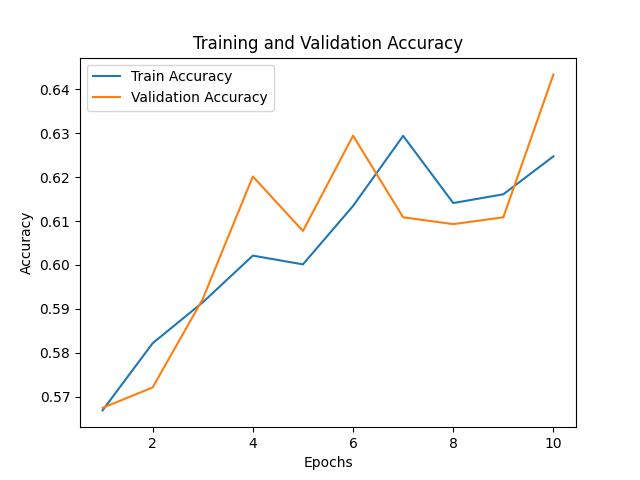 Training and Validation Accuracy
Train Accuracy
Validation Accuracy
0.64
0.63
0.62
0.61
0.60
0.59
0.58
0.57
Accuracy
2 4 6 8 10
Epochs